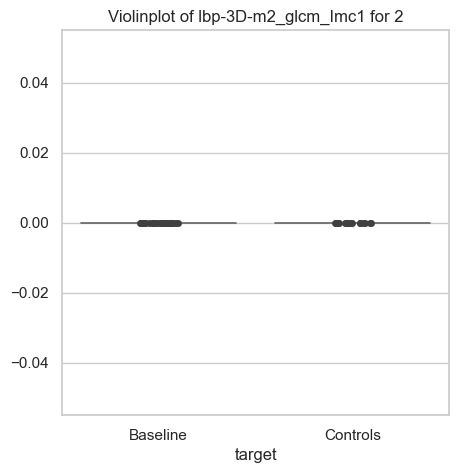 Violinplot of lbp-3D-m2_glcm_lmc1 for 2
0.04
0.02
0.00
−0.02
−0.04
Baseline
Controls
target